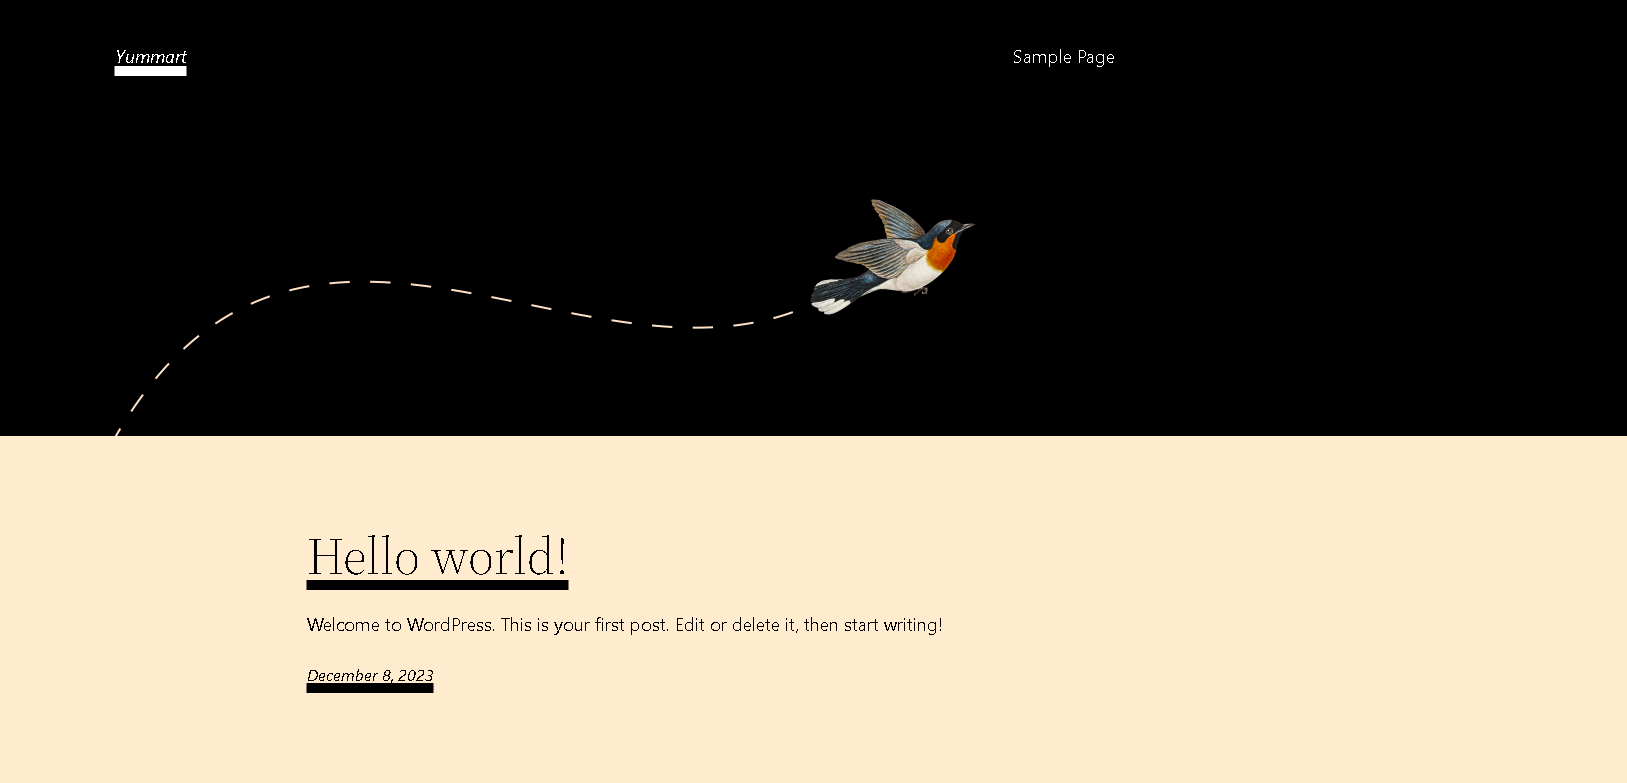 Yummart
Sample Page
Hello world!
Welcome to WordPress. This is your first post. Edit or delete it, then start writing!
December 8, 2023